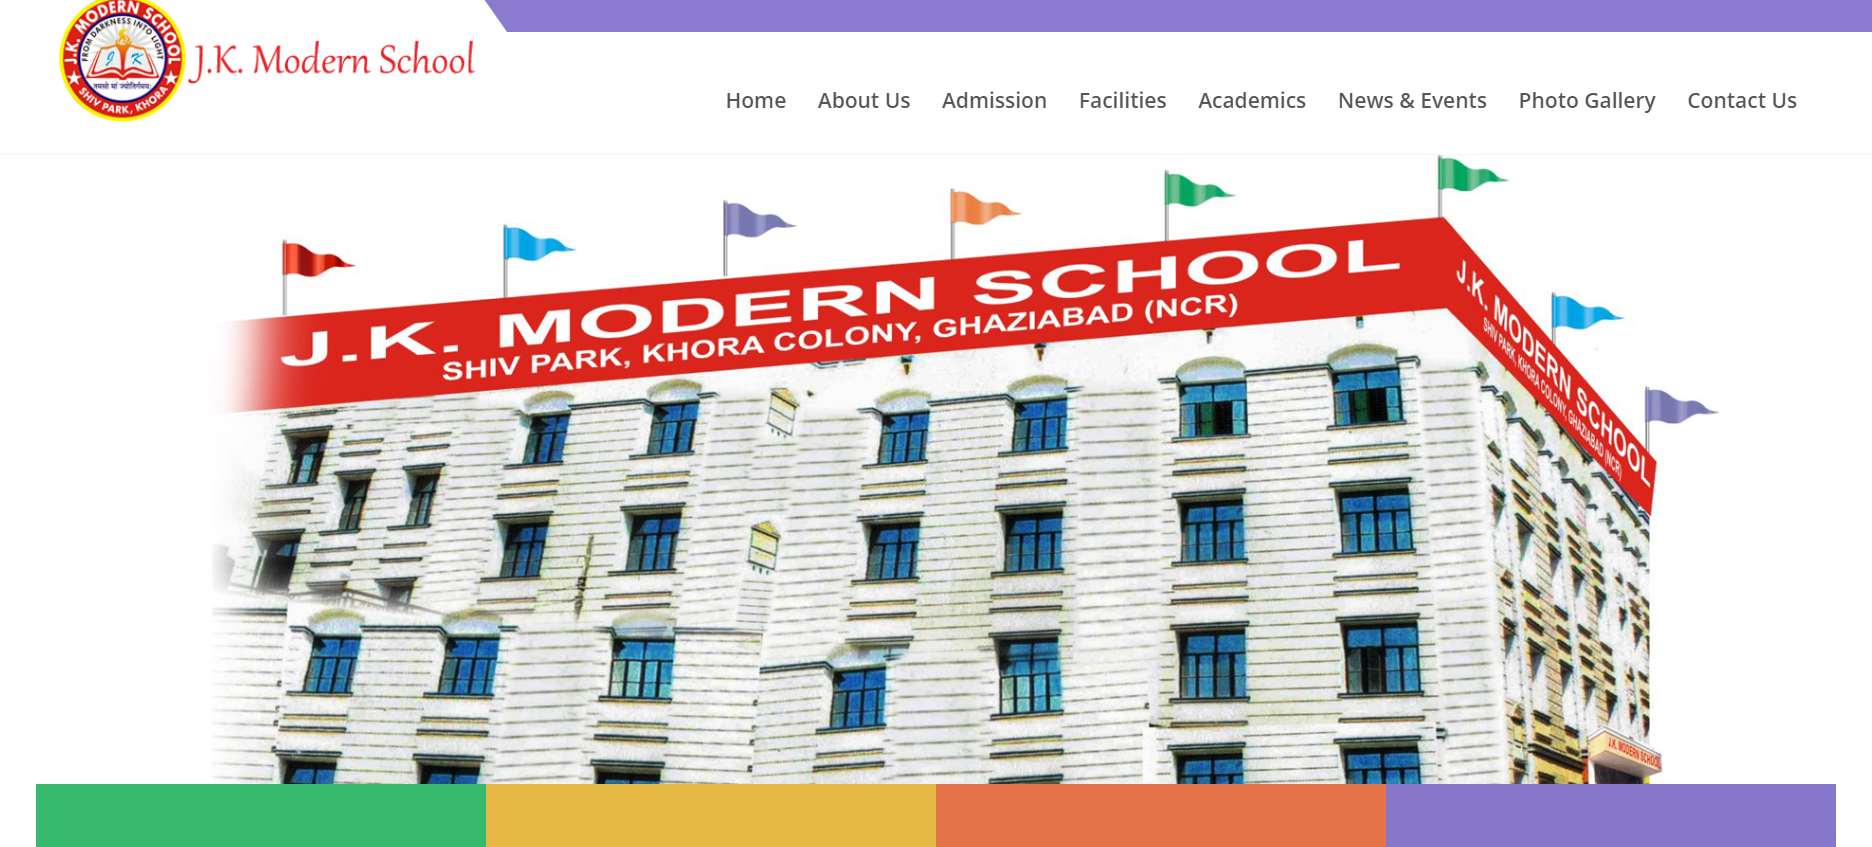 J.K. MODERN SCHOOL
FROM DARKNESS INTO LIGHT
J K
तमसो मा ज्योतिर्गमयः
SHIV PARK, KHORA
J.K. Modern School
Home About Us Admission Facilities Academics News & Events Photo Gallery Contact Us
J.K. MODERN SCHOOL
SHIV PARK, KHORA COLONY, GHAZIABAD (NCR)
J.K. MODERN SCHOOL
SHIV PARK, KHORA COLONY, GHAZIABAD (NCR)
J.K. MODERN SCHOOL